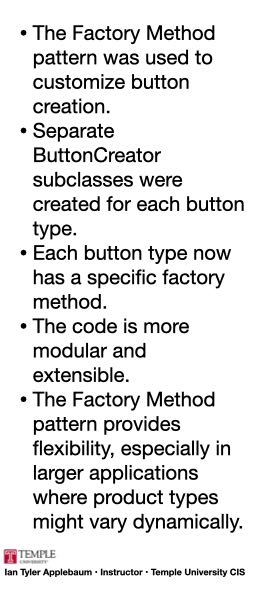 • The Factory Method
pattern was used to
customize button
creation.
• Separate
ButtonCreator
subclasses were
created for each button
type.
• Each button type now
has a specific factory
method.
• The code is more
modular and
extensible.
• The Factory Method
pattern provides
flexibility, especially in
larger applications
where product types
might vary dynamically.
TEMPLE
UNIVERSITY
Ian Tyler Applebaum • Instructor • Temple University CIS